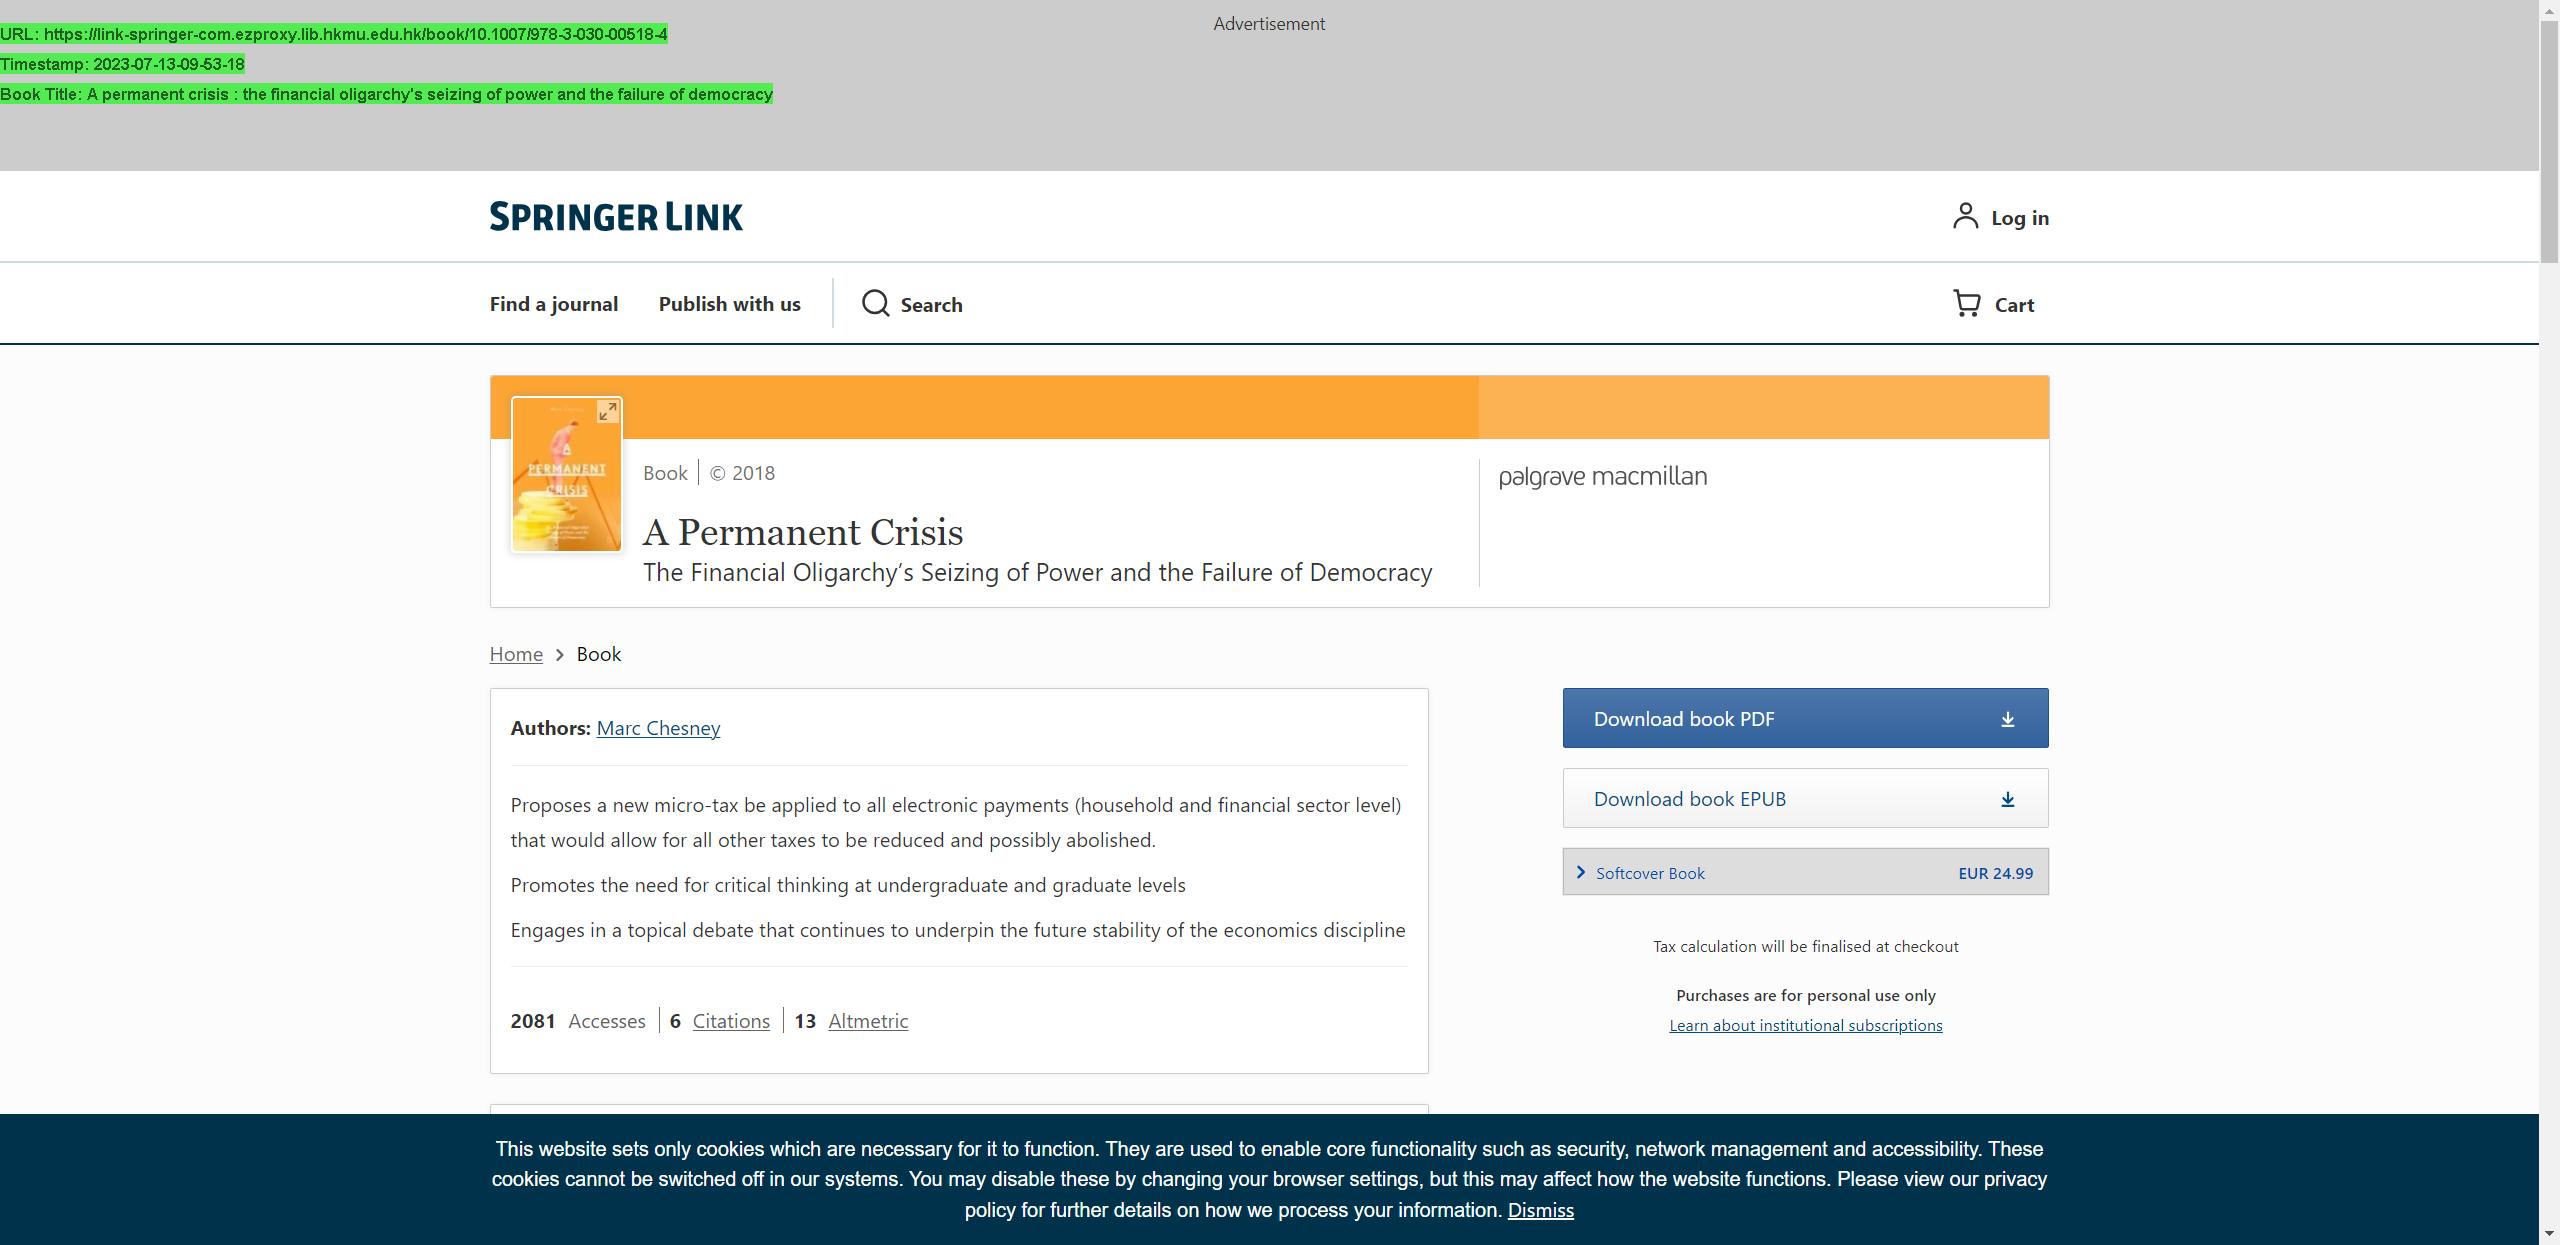 Advertisement
URL: https://link-springer-com.ezproxy.lib.hkmu.edu.hk/book/10.1007/978-3-030-00518-4
Timestamp: 2023-07-13-09-53-18
Book Title: A permanent crisis : the financial oligarchy's seizing of power and the failure of democracy
SPRINGER LINK
Log in
Find a journal
Publish with us
Search
Cart
A
PERMANENT
CRISIS
Book
© 2018
palgrave macmillan
A Permanent Crisis
The Financial Oligarchy’s Seizing of Power and the Failure of Democracy
Home
Book
Authors: Marc Chesney
Proposes a new micro-tax be applied to all electronic payments (household and financial sector level)
that would allow for all other taxes to be reduced and possibly abolished.
Promotes the need for critical thinking at undergraduate and graduate levels
Engages in a topical debate that continues to underpin the future stability of the economics discipline
2081 Accesses
6 Citations
13 Altmetric
Download book PDF
Download book EPUB
Softcover Book
EUR 24.99
Tax calculation will be finalised at checkout
Purchases are for personal use only
Learn about institutional subscriptions
This website sets only cookies which are necessary for it to function. They are used to enable core functionality such as security, network management and accessibility. These
cookies cannot be switched off in our systems. You may disable these by changing your browser settings, but this may affect how the website functions. Please view our privacy
policy for further details on how we process your information. Dismiss